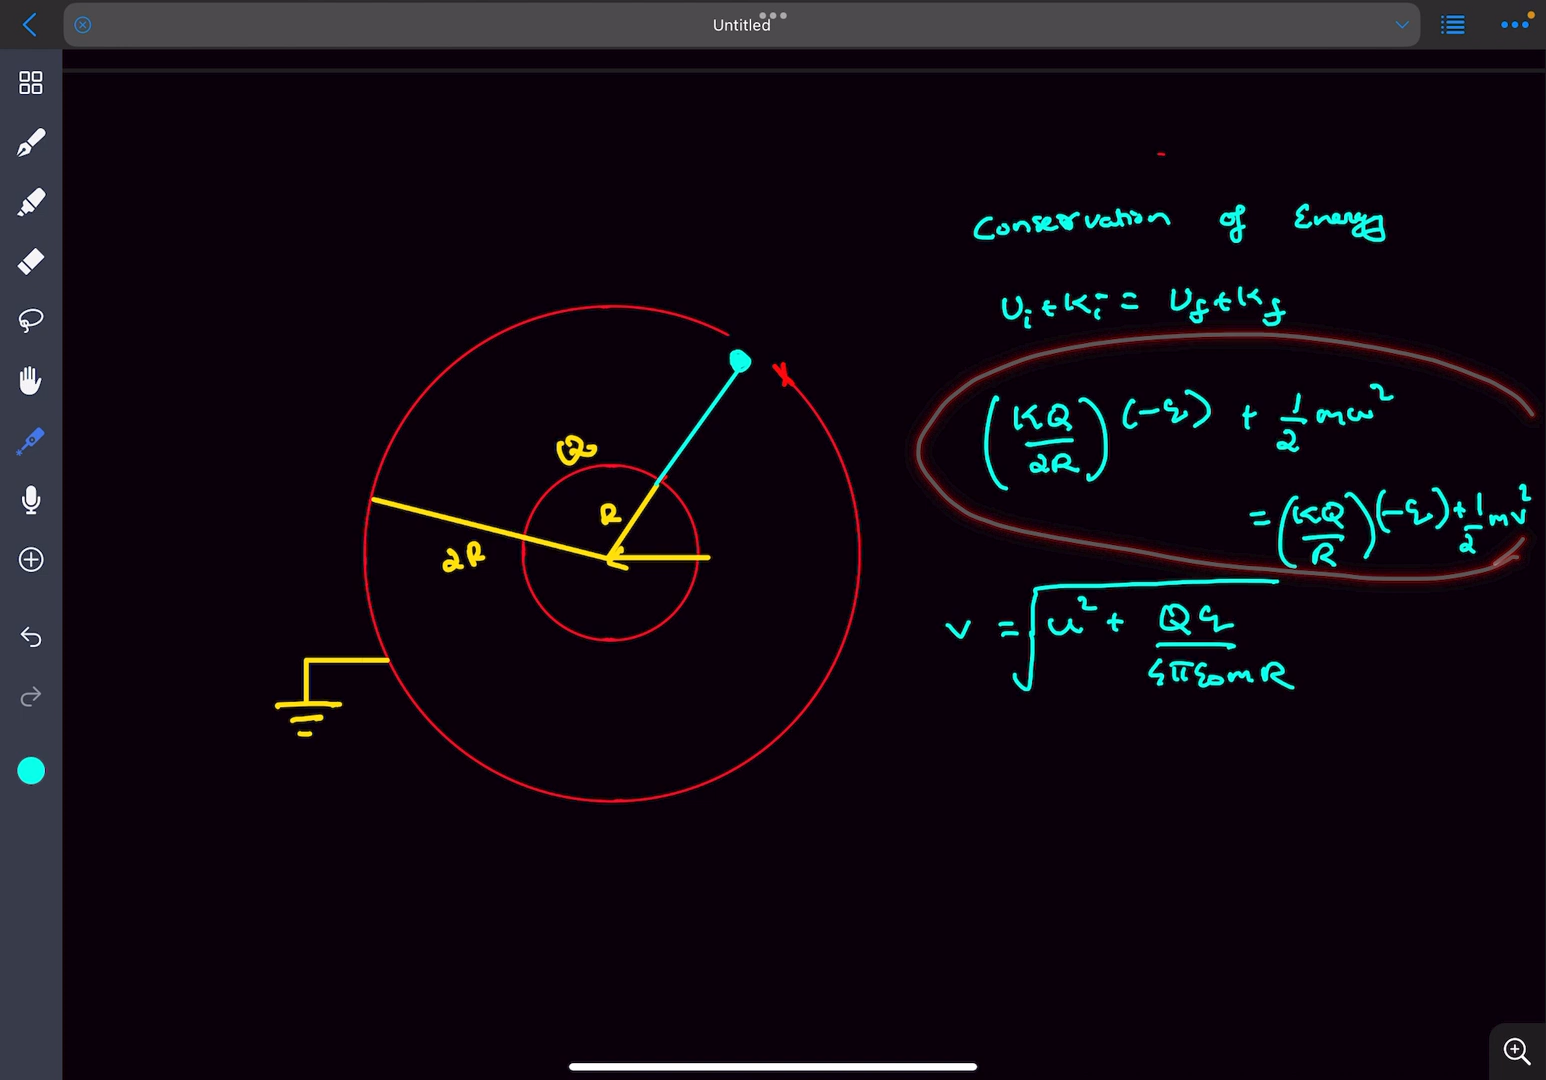 Untitled
Conservation of Energy
Ui + Ki = Uf + Kf
(KQ/2R)(-q) + 1/2 mu²
= (KQ/R)(-q) + 1/2 mv²
v = √(u² + Qq/4πε₀mR)
Q
R
2R